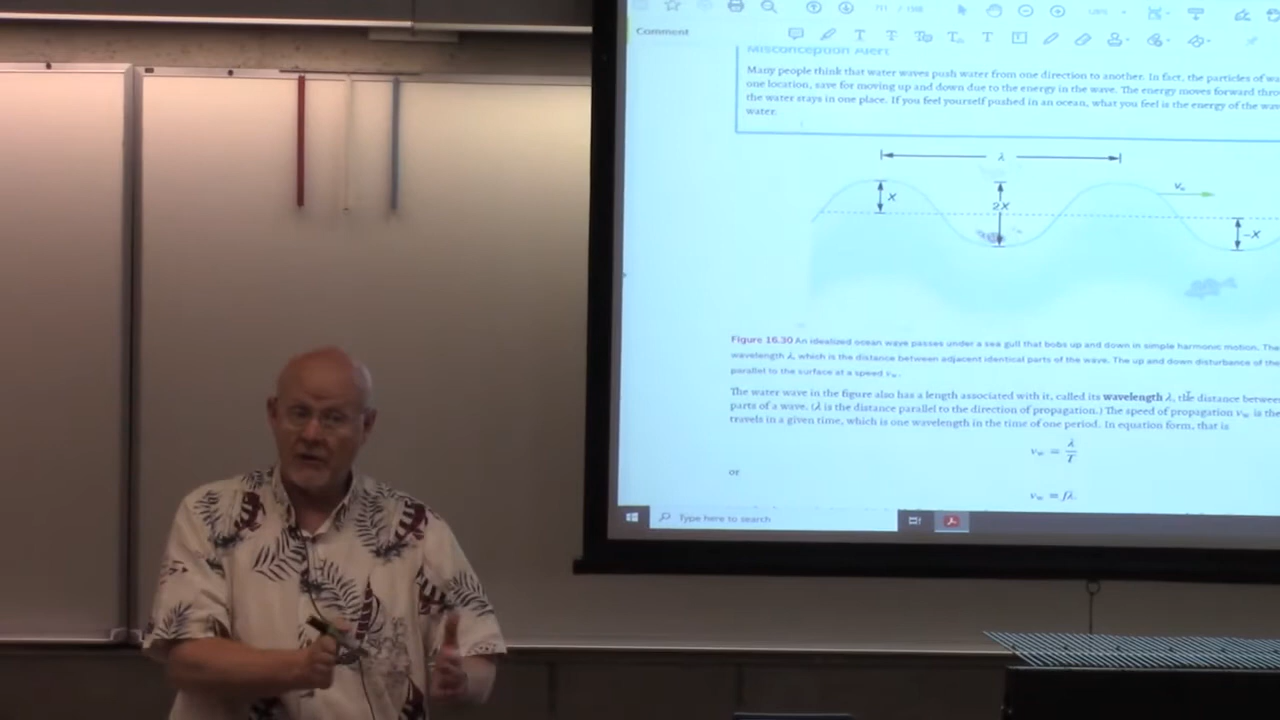 Comment
Misconception Alert
Many people think that water waves push water from one direction to another. In fact, the particles of wa
one location, save for moving up and down due to the energy in the wave. The energy moves forward thro
the water stays in one place. If you feel yourself pushed in an ocean, what you feel is the energy of the wav
water.
λ
X
2X
vw
-X
Figure 16.30 An idealized ocean wave passes under a sea gull that bobs up and down in simple harmonic motion. The
wavelength λ, which is the distance between adjacent identical parts of the wave. The up and down disturbance of the
parallel to the surface at a speed vw.
The water wave in the figure also has a length associated with it, called its wavelength λ, the distance between
parts of a wave. (λ is the distance parallel to the direction of propagation.) The speed of propagation vw is the
travels in a given time, which is one wavelength in the time of one period. In equation form, that is
vw = λ/T
or
vw = fλ.
Type here to search